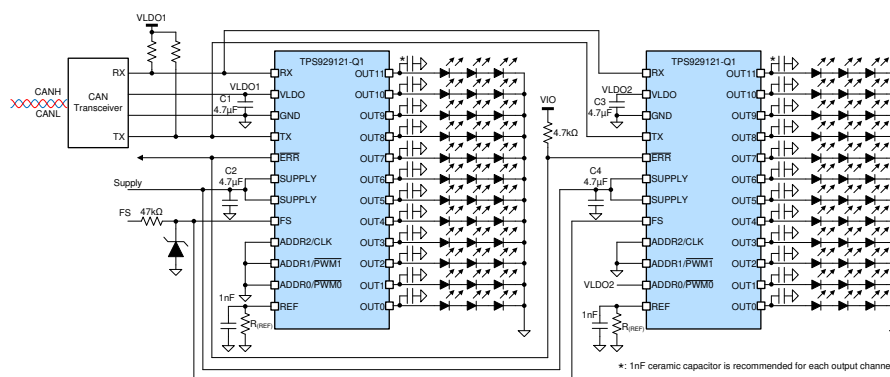 VLDO1
TPS929121-Q1
TPS929121-Q1
CANH
CANL
CAN
Transceiver
RX
TX
VLDO1
C1
4.7µF
RX
VLDO
GND
TX
ERR
SUPPLY
SUPPLY
FS
ADDR2/CLK
ADDR1/PWM1
ADDR0/PWM0
REF
OUT11
OUT10
OUT9
OUT8
OUT7
OUT6
OUT5
OUT4
OUT3
OUT2
OUT1
OUT0
*
C2
4.7µF
Supply
FS
47kΩ
1nF
R(REF)
VIO
4.7kΩ
VLDO2
C3
4.7µF
C4
4.7µF
VLDO2
1nF
R(REF)
RX
VLDO
GND
TX
ERR
SUPPLY
SUPPLY
FS
ADDR2/CLK
ADDR1/PWM1
ADDR0/PWM0
REF
OUT11
OUT10
OUT9
OUT8
OUT7
OUT6
OUT5
OUT4
OUT3
OUT2
OUT1
OUT0
*
*: 1nF ceramic capacitor is recommended for each output channe